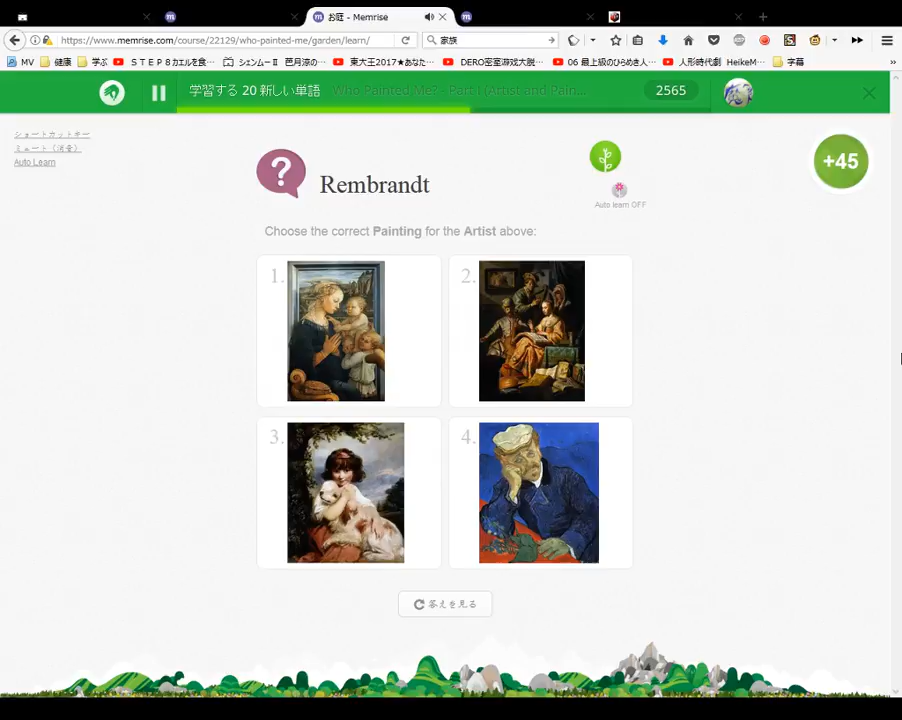 お庭 - Memrise
https://www.memrise.com/course/22129/who-painted-me/garden/learn/
家族
MV
健康
学ぶ
ＳＴＥＰ8カエルを食…
シェンムーⅡ 芭月涼の…
東大王2017★あなた…
DERO密室游戏大脱…
06 最上級のひらめき人…
人形時代劇 HeikeM…
字幕
学習する 20 新しい単語
Who Painted Me? - Part I (Artist and Pain...
2565
ショートカットキー
ミュート（消音）
Auto Learn
+45
?
Rembrandt
Auto learn OFF
Choose the correct Painting for the Artist above:
1.
2.
3.
4.
答えを見る